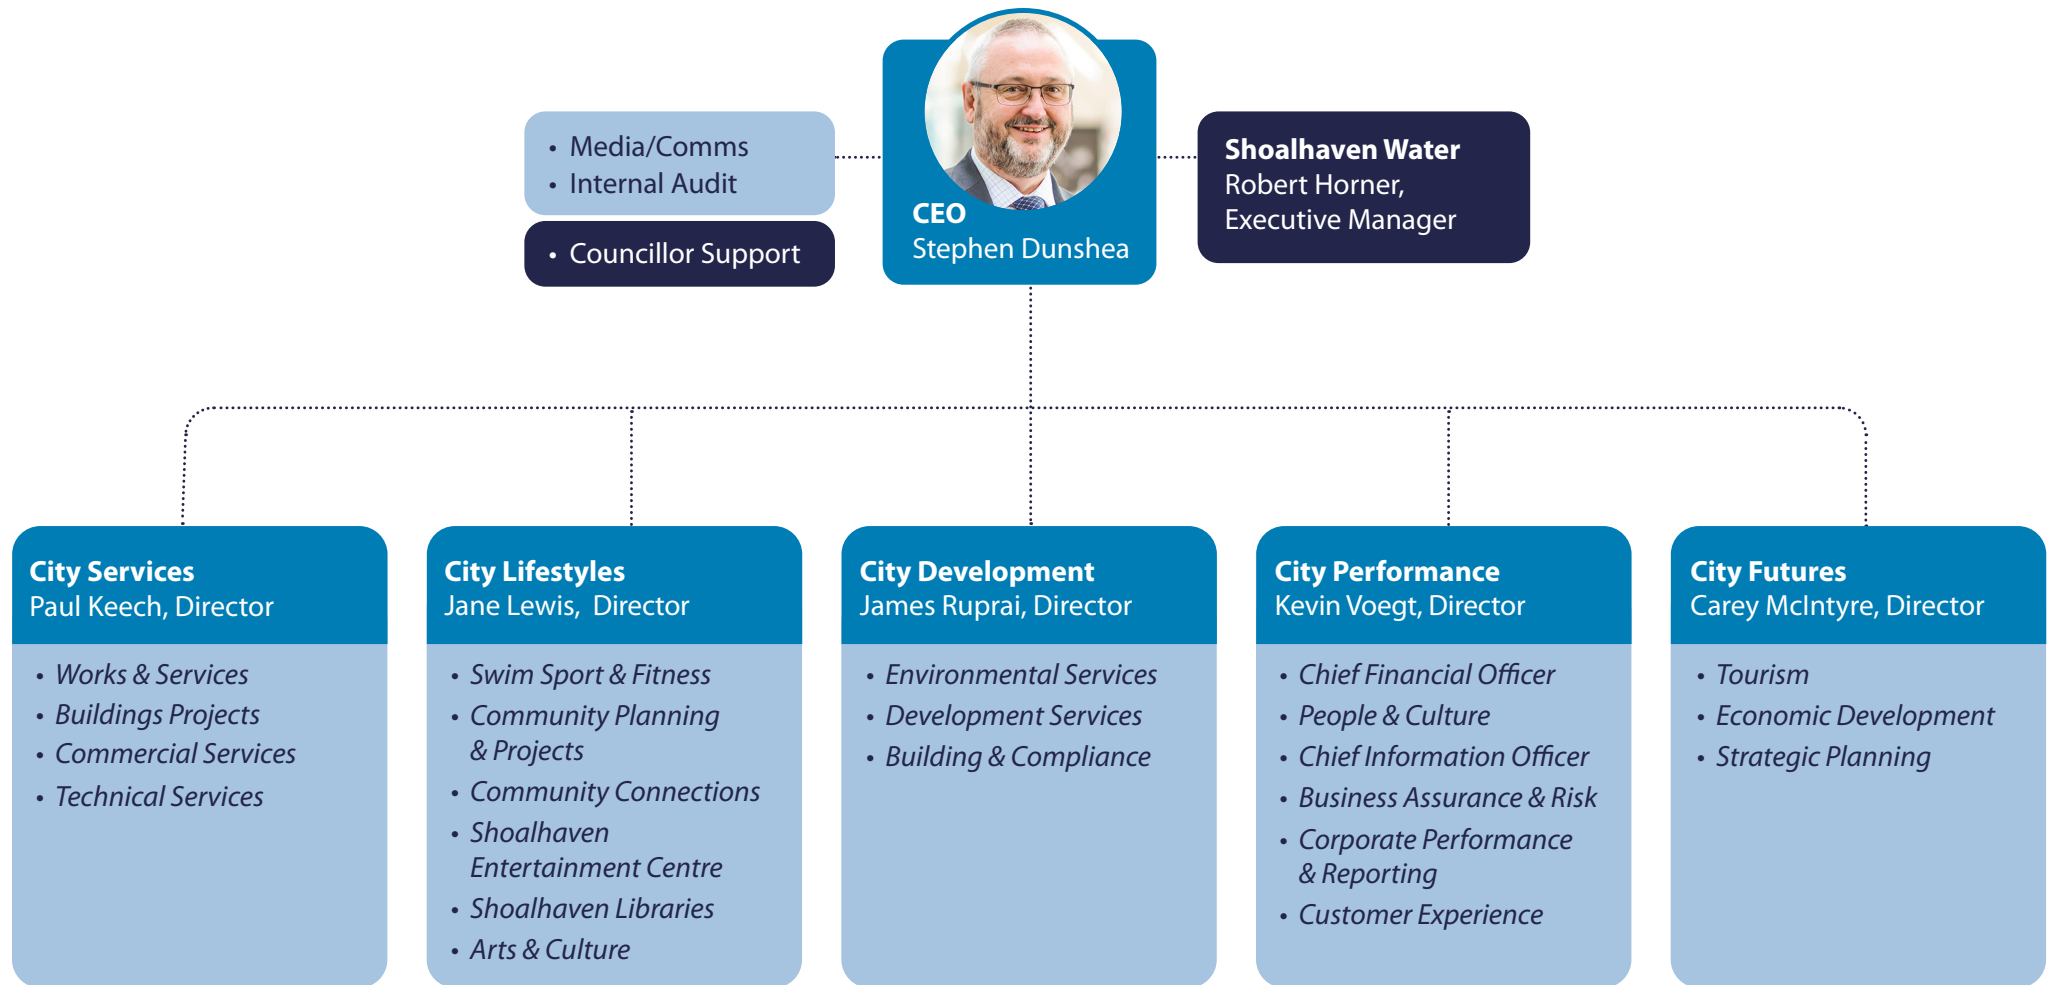 • Media/Comms
• Internal Audit
• Councillor Support
CEO
Stephen Dunshea
Shoalhaven Water
Robert Horner,
Executive Manager
City Services
Paul Keech, Director
• Works & Services
• Buildings Projects
• Commercial Services
• Technical Services
City Lifestyles
Jane Lewis,  Director
• Swim Sport & Fitness
• Community Planning
& Projects
• Community Connections
• Shoalhaven
Entertainment Centre
• Shoalhaven Libraries
• Arts & Culture
City Development
James Ruprai, Director
• Environmental Services
• Development Services
• Building & Compliance
City Performance
Kevin Voegt, Director
• Chief Financial Officer
• People & Culture
• Chief Information Officer
• Business Assurance & Risk
• Corporate Performance
& Reporting
• Customer Experience
City Futures
Carey McIntyre, Director
• Tourism
• Economic Development
• Strategic Planning